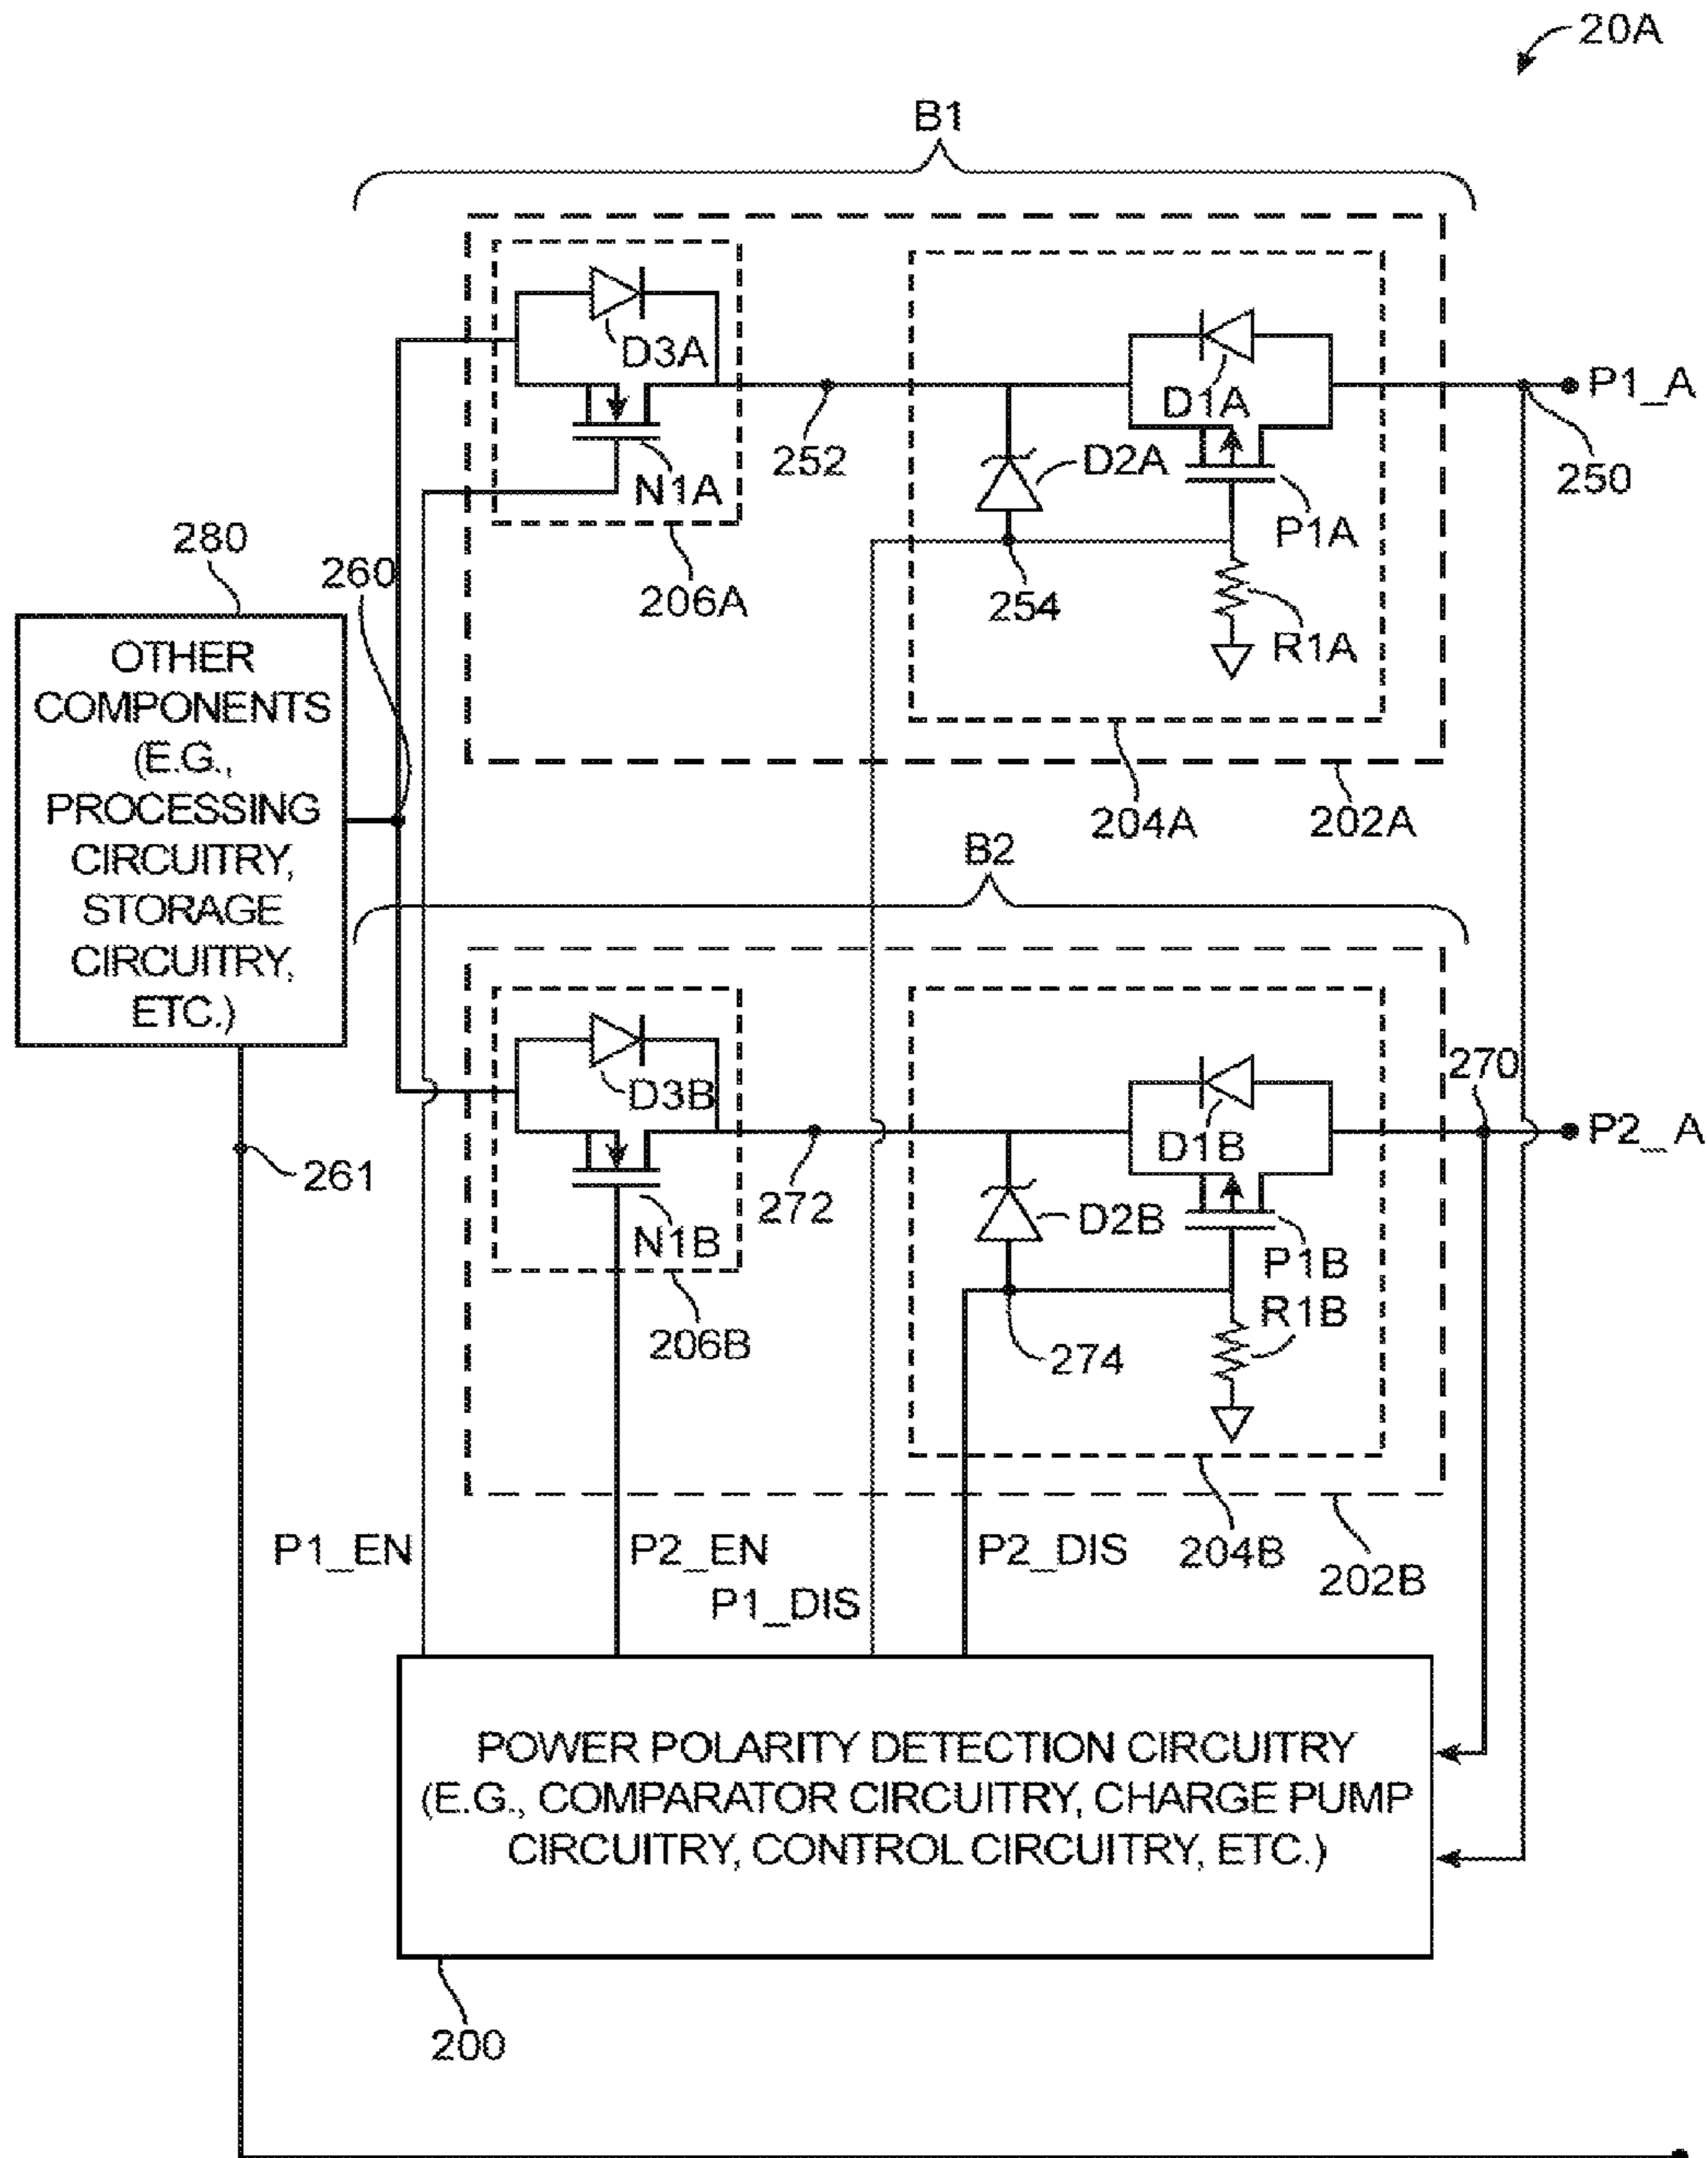 20A
B1
D3A
D1A
P1_A
252
D2A
250
N1A
P1A
280
260
206A
254
R1A
OTHER
COMPONENTS
(E.G.,
PROCESSING
CIRCUITRY,
STORAGE
CIRCUITRY,
ETC.)
204A
202A
B2
270
D3B
D1B
P2_A
261
272
D2B
N1B
P1B
R1B
206B
274
P1_EN
P2_EN
P2_DIS
204B
202B
P1_DIS
POWER POLARITY DETECTION CIRCUITRY
(E.G., COMPARATOR CIRCUITRY, CHARGE PUMP
CIRCUITRY, CONTROL CIRCUITRY, ETC.)
200